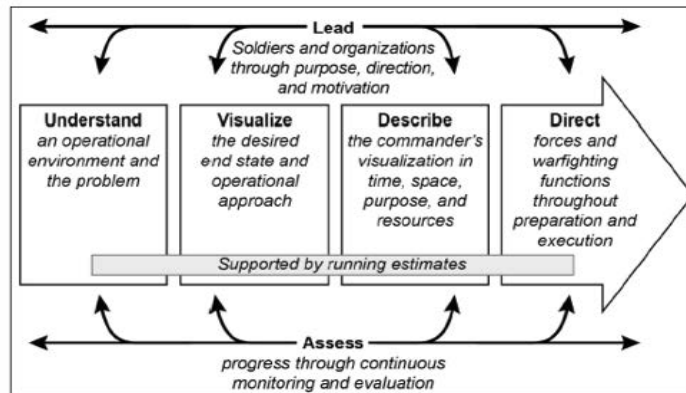 Lead
Soldiers and organizations
through purpose, direction,
and motivation
Understand
an operational
environment and
the problem
Visualize
the desired
end state and
operational
approach
Describe
the commander's
visualization in
time, space,
purpose, and
resources
Direct
forces and
warfighting
functions
throughout
preparation and
execution
Supported by running estimates
Assess
progress through continuous
monitoring and evaluation